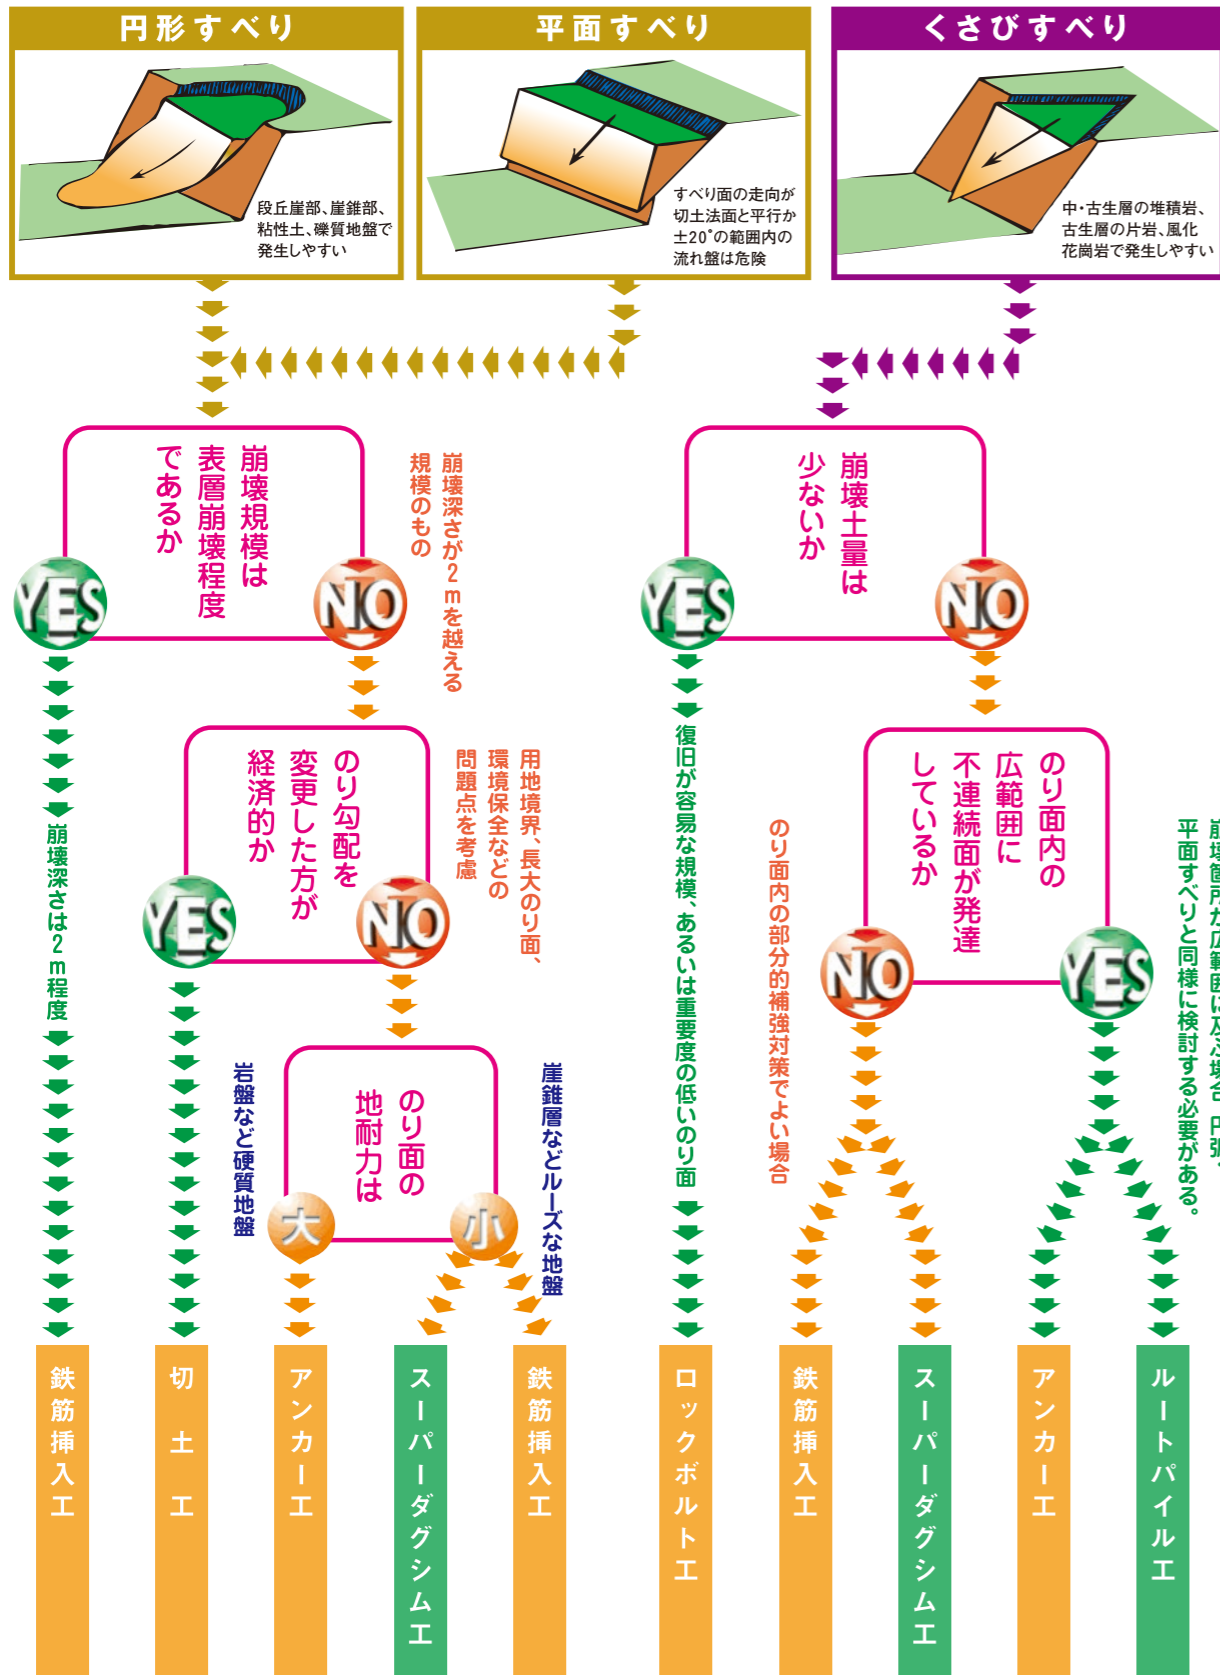 円形すべり
段丘崖部、崖錐部、
粘性土、礫質地盤で
発生しやすい
平面すべり
すべり面の走向が
切土法面と平行か
±20°の範囲内の
流れ盤は危険
くさびすべり
中・古生層の堆積岩、
古生層の片岩、風化
花崗岩で発生しやすい
崩壊規模は
表層崩壊程度
であるか
YES
NO
崩壊深さが2mを越える
規模のもの
崩壊土量は
少ないか
YES
NO
のり勾配を
変更した方が
経済的か
YES
NO
用地境界、長大のり面、
環境保全などの
問題点を考慮
のり面内の
広範囲に
不連続面が発達
しているか
NO
YES
崩壊深さは2m程度
復旧が容易な規模、あるいは重要度の低いのり面
のり面内の部分的補強対策でよい場合
崩壊箇所が広範囲に及ぶ場合、円弧、
平面すべりと同様に検討する必要がある。
のり面の
地耐力は
大
小
岩盤など硬質地盤
崖錐層などルーズな地盤
鉄筋挿入工
切土工
アンカー工
スーパーダグシム工
鉄筋挿入工
ロックボルト工
鉄筋挿入工
スーパーダグシム工
アンカー工
ルートパイル工